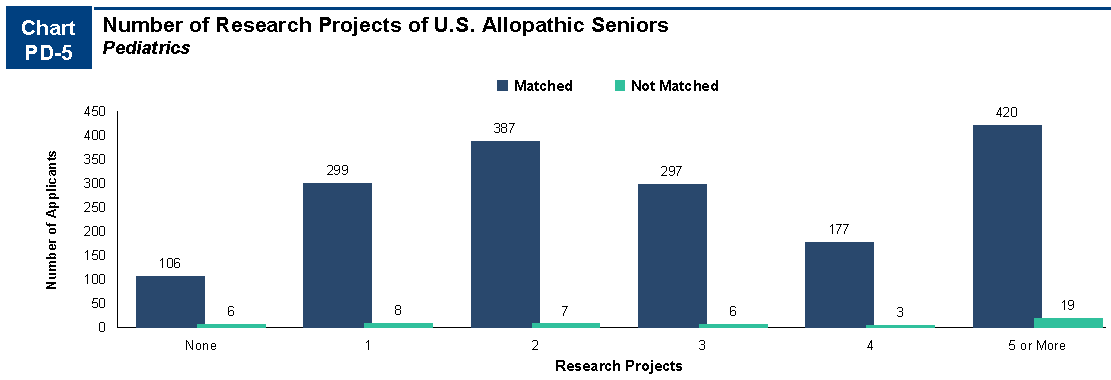 Chart
PD-5
Number of Research Projects of U.S. Allopathic Seniors
Pediatrics
Matched
Not Matched
Number of Applicants
450
400
350
300
250
200
150
100
50
0
106
6
299
8
387
7
297
6
177
3
420
19
None
1
2
3
4
5 or More
Research Projects